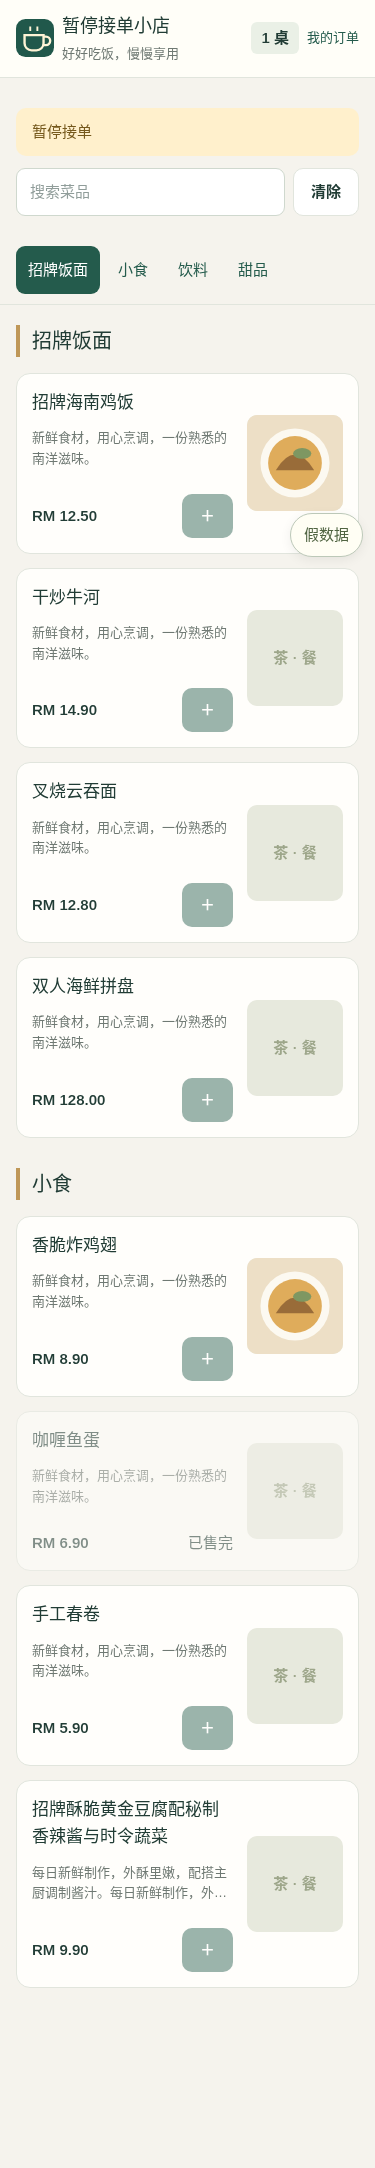 暂停接单小店
好好吃饭，慢慢享用
1 桌
我的订单
暂停接单
搜索菜品
清除
招牌饭面
小食
饮料
甜品
招牌饭面
招牌海南鸡饭
新鲜食材，用心烹调，一份熟悉的
南洋滋味。
RM 12.50
+
假数据
干炒牛河
新鲜食材，用心烹调，一份熟悉的
南洋滋味。
茶 · 餐
RM 14.90
+
叉烧云吞面
新鲜食材，用心烹调，一份熟悉的
南洋滋味。
茶 · 餐
RM 12.80
+
双人海鲜拼盘
新鲜食材，用心烹调，一份熟悉的
南洋滋味。
茶 · 餐
RM 128.00
+
小食
香脆炸鸡翅
新鲜食材，用心烹调，一份熟悉的
南洋滋味。
RM 8.90
+
咖喱鱼蛋
新鲜食材，用心烹调，一份熟悉的
南洋滋味。
茶 · 餐
RM 6.90
已售完
手工春卷
新鲜食材，用心烹调，一份熟悉的
南洋滋味。
茶 · 餐
RM 5.90
+
招牌酥脆黄金豆腐配秘制
香辣酱与时令蔬菜
每日新鲜制作，外酥里嫩，配搭主
厨调制酱汁。每日新鲜制作，外…
茶 · 餐
RM 9.90
+